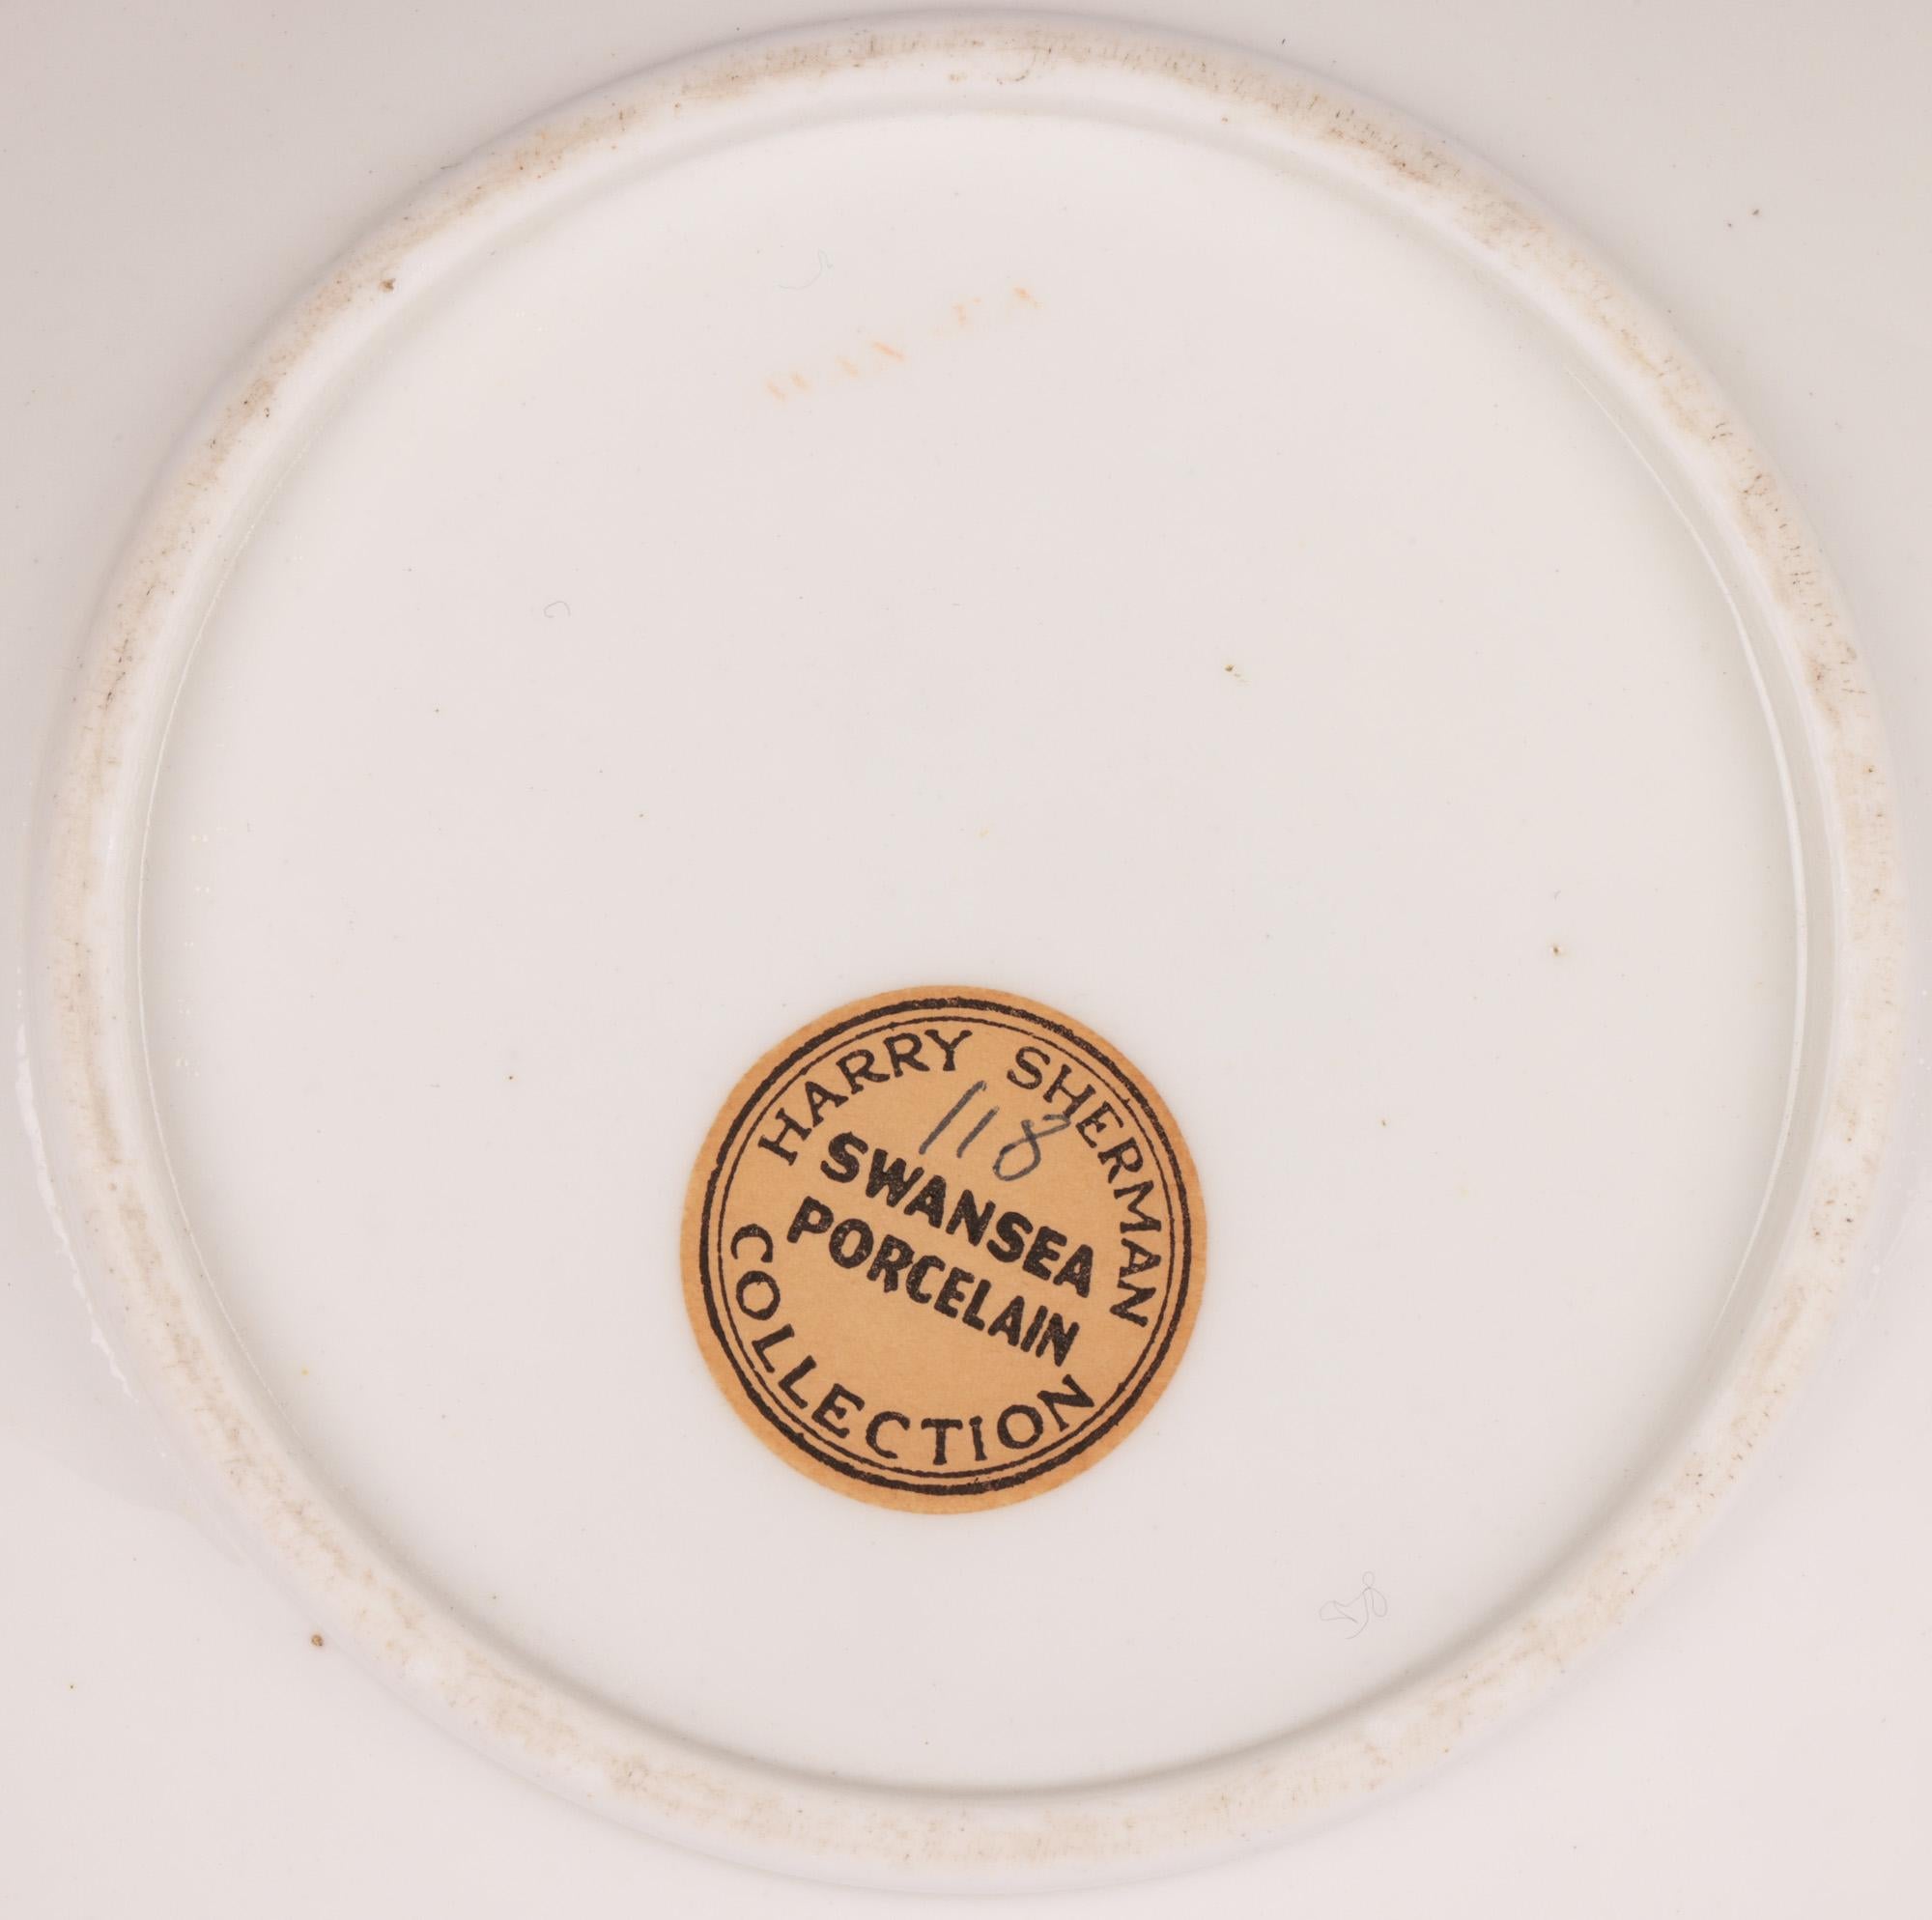 HARRY SHERMAN
118
SWANSEA
PORCELAIN
COLLECTION